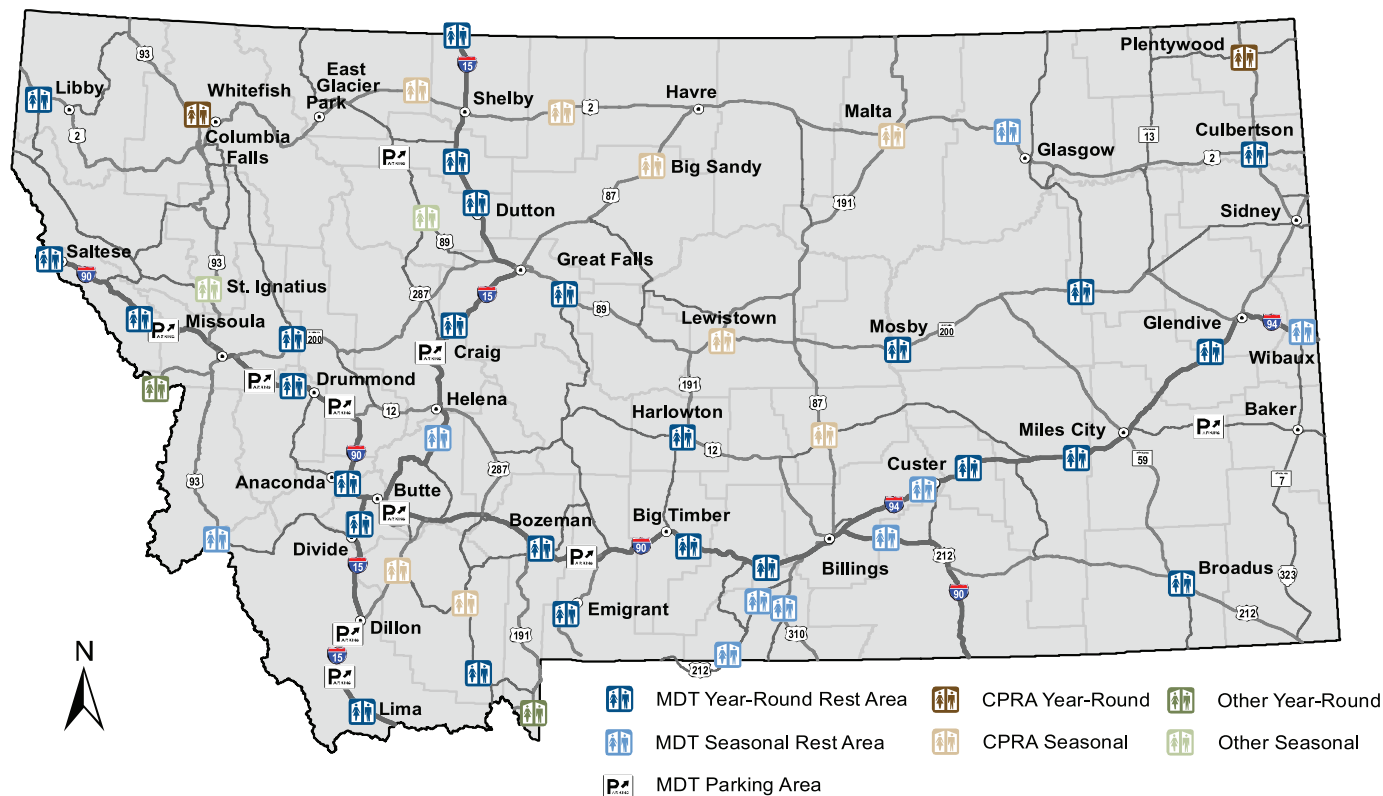 93
Plentywood
15
East
Glacier
Park
Libby
Whitefish
Shelby
Havre
2
Malta
13
Culbertson
2
Columbia
Falls
Glasgow
2
Big Sandy
87
191
Dutton
Sidney
89
Saltese
90
93
St. Ignatius
Great Falls
287
15
89
Missoula
200
Craig
Lewistown
Mosby
200
Glendive
94
Wibaux
Drummond
12
Helena
191
87
Harlowton
12
Miles City
Baker
90
287
59
93
Anaconda
Butte
Custer
7
94
Bozeman
Big Timber
90
Divide
15
Billings
212
90
Broadus
323
Emigrant
212
Dillon
191
310
15
212
N
Lima
MDT Year-Round Rest Area
CPRA Year-Round
Other Year-Round
MDT Seasonal Rest Area
CPRA Seasonal
Other Seasonal
MDT Parking Area